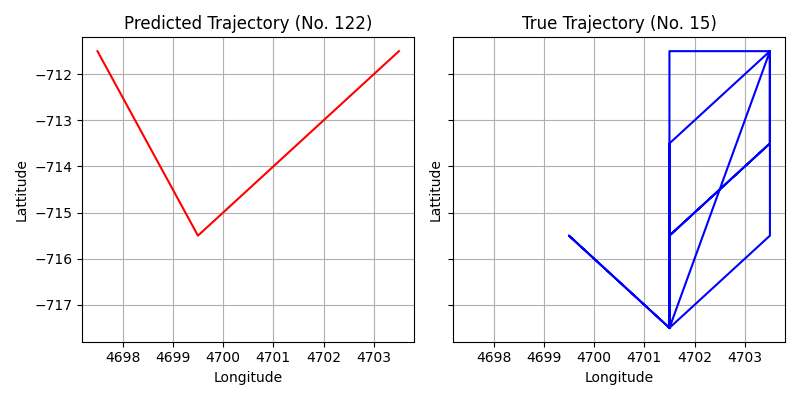 Predicted Trajectory (No. 122)
True Trajectory (No. 15)
Lattitude
−712
−713
−714
−715
−716
−717
4698 4699 4700 4701 4702 4703
Longitude
Lattitude
4698 4699 4700 4701 4702 4703
Longitude